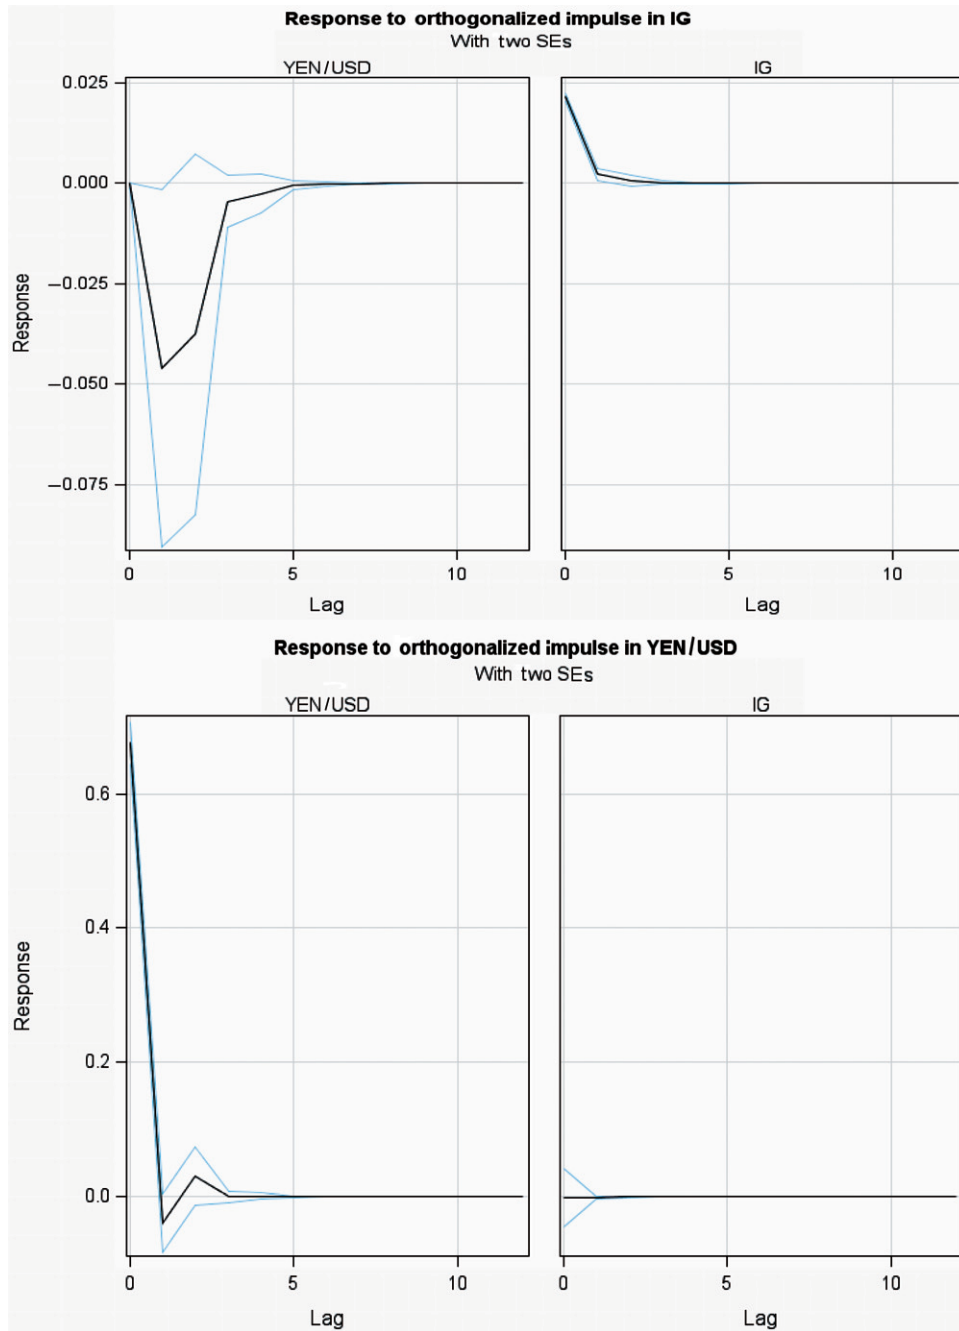 Response to orthogonalized impulse in IG
With two SEs
YEN/USD IG
0.025
0.000
−0.025
−0.050
−0.075
Response
0 5 10 0 5 10
Lag Lag
Response to orthogonalized impulse in YEN/USD
With two SEs
YEN/USD IG
0.6
0.4
0.2
0.0
Response
0 5 10 0 5 10
Lag Lag